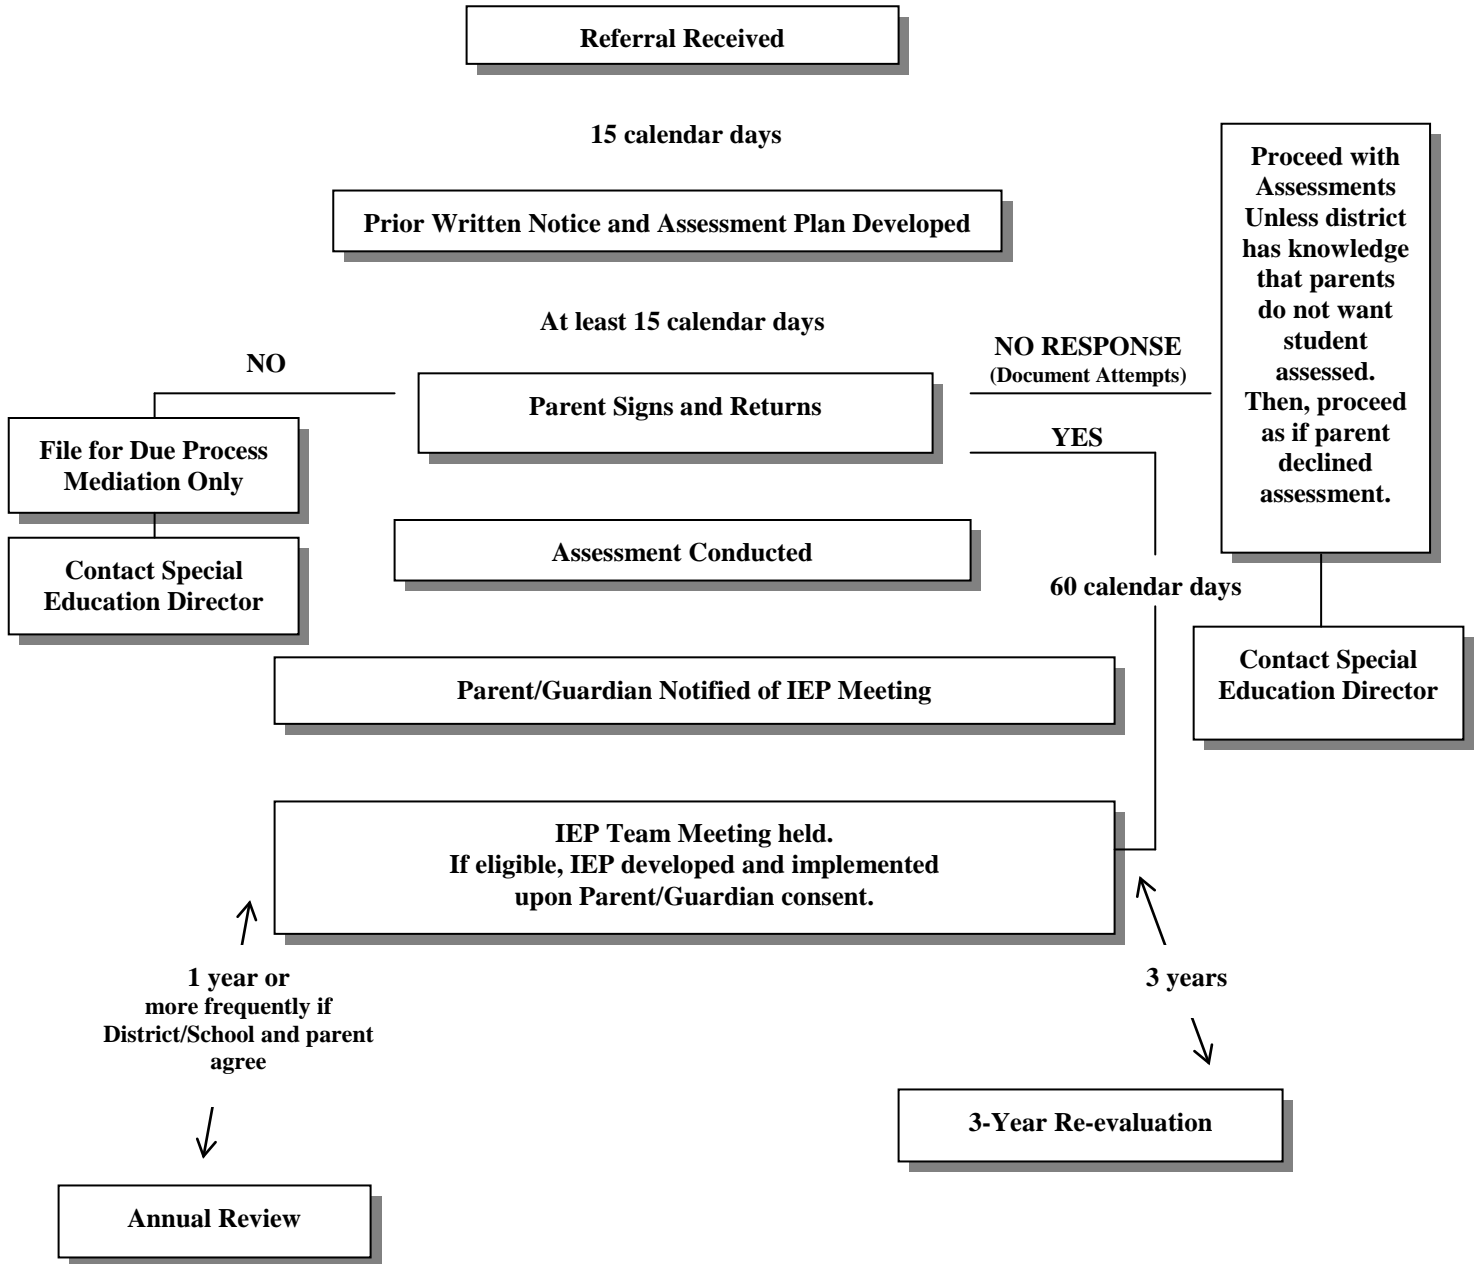 Referral Received
15 calendar days
Prior Written Notice and Assessment Plan Developed
At least 15 calendar days
NO
NO RESPONSE
(Document Attempts)
Proceed with
Assessments
Unless district
has knowledge
that parents
do not want
student
assessed.
Then, proceed
as if parent
declined
assessment.
Parent Signs and Returns
YES
File for Due Process
Mediation Only
Contact Special
Education Director
Assessment Conducted
60 calendar days
Contact Special
Education Director
Parent/Guardian Notified of IEP Meeting
IEP Team Meeting held.
If eligible, IEP developed and implemented
upon Parent/Guardian consent.
1 year or
more frequently if
District/School and parent
agree
3 years
3-Year Re-evaluation
Annual Review